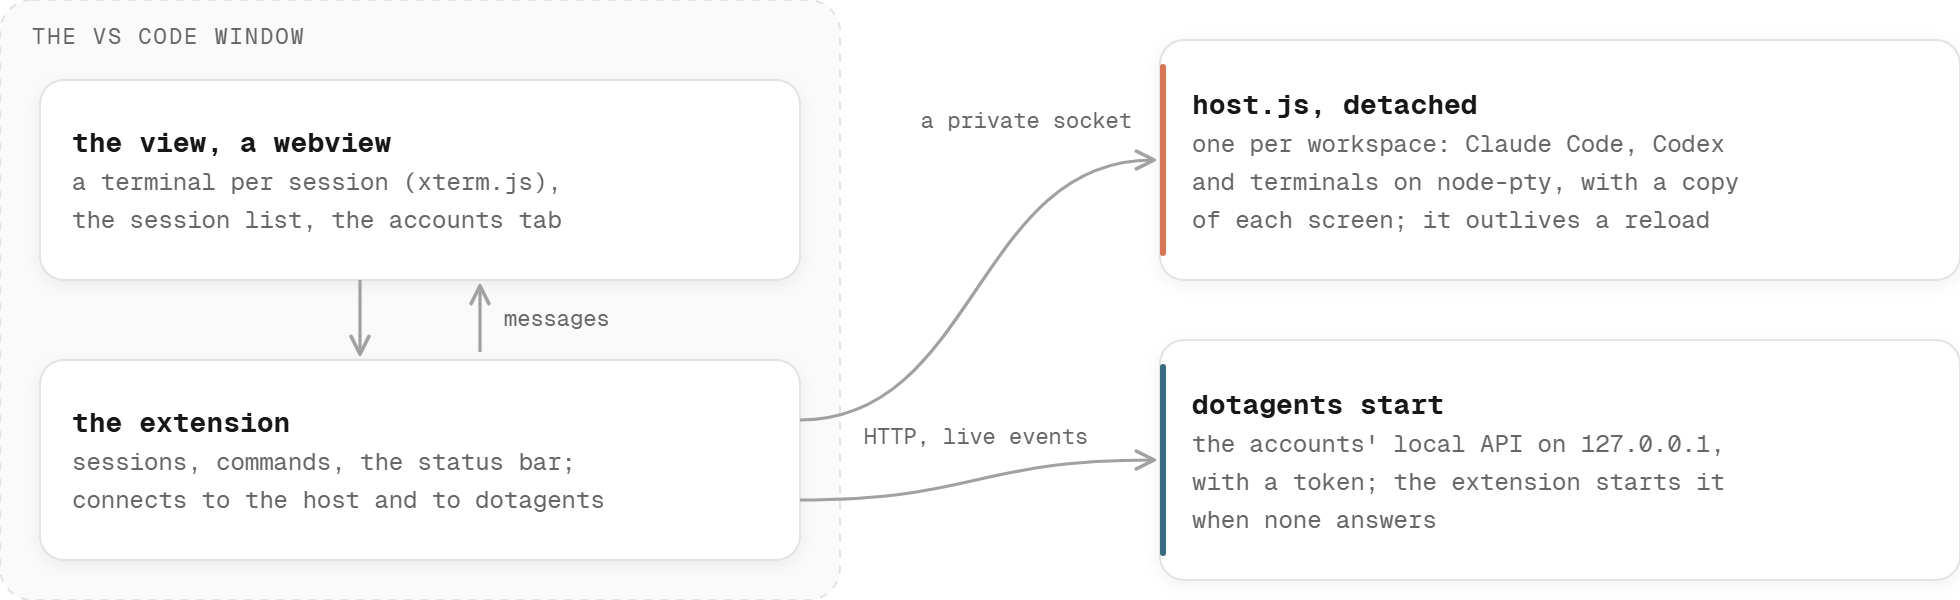 THE VS CODE WINDOW
the view, a webview
a terminal per session (xterm.js),
the session list, the accounts tab
messages
the extension
sessions, commands, the status bar;
connects to the host and to dotagents
a private socket
HTTP, live events
host.js, detached
one per workspace: Claude Code, Codex
and terminals on node-pty, with a copy
of each screen; it outlives a reload
dotagents start
the accounts' local API on 127.0.0.1,
with a token; the extension starts it
when none answers